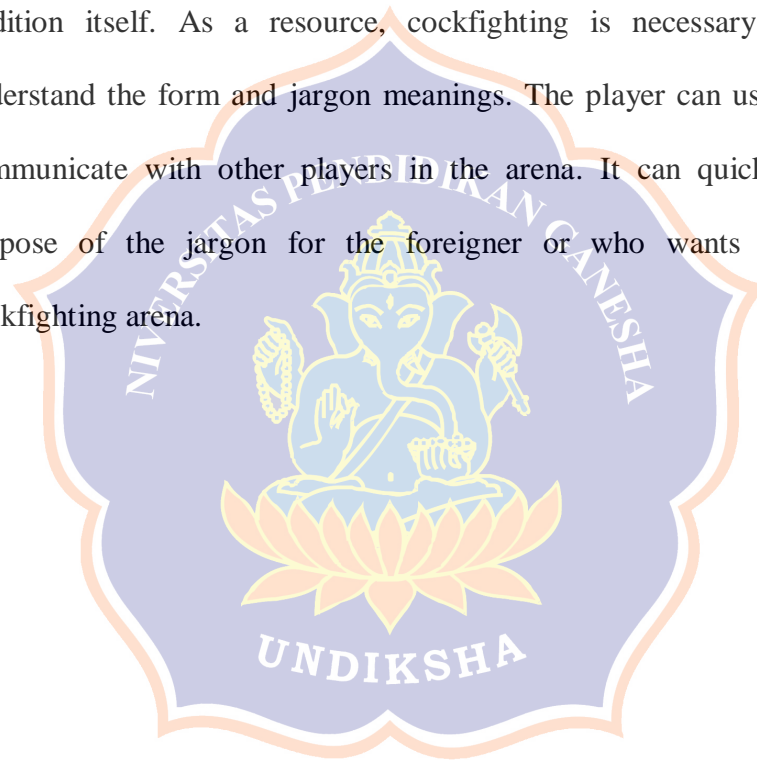 dition itself. As a resource, cockfighting is necessary
derstand the form and jargon meanings. The player can us
mmunicate with other players in the arena. It can quick
pose of the jargon for the foreigner or who wants
kfighting arena.
NIVERSITAS PENDIDIKAN GANESHA
UNDIKSHA